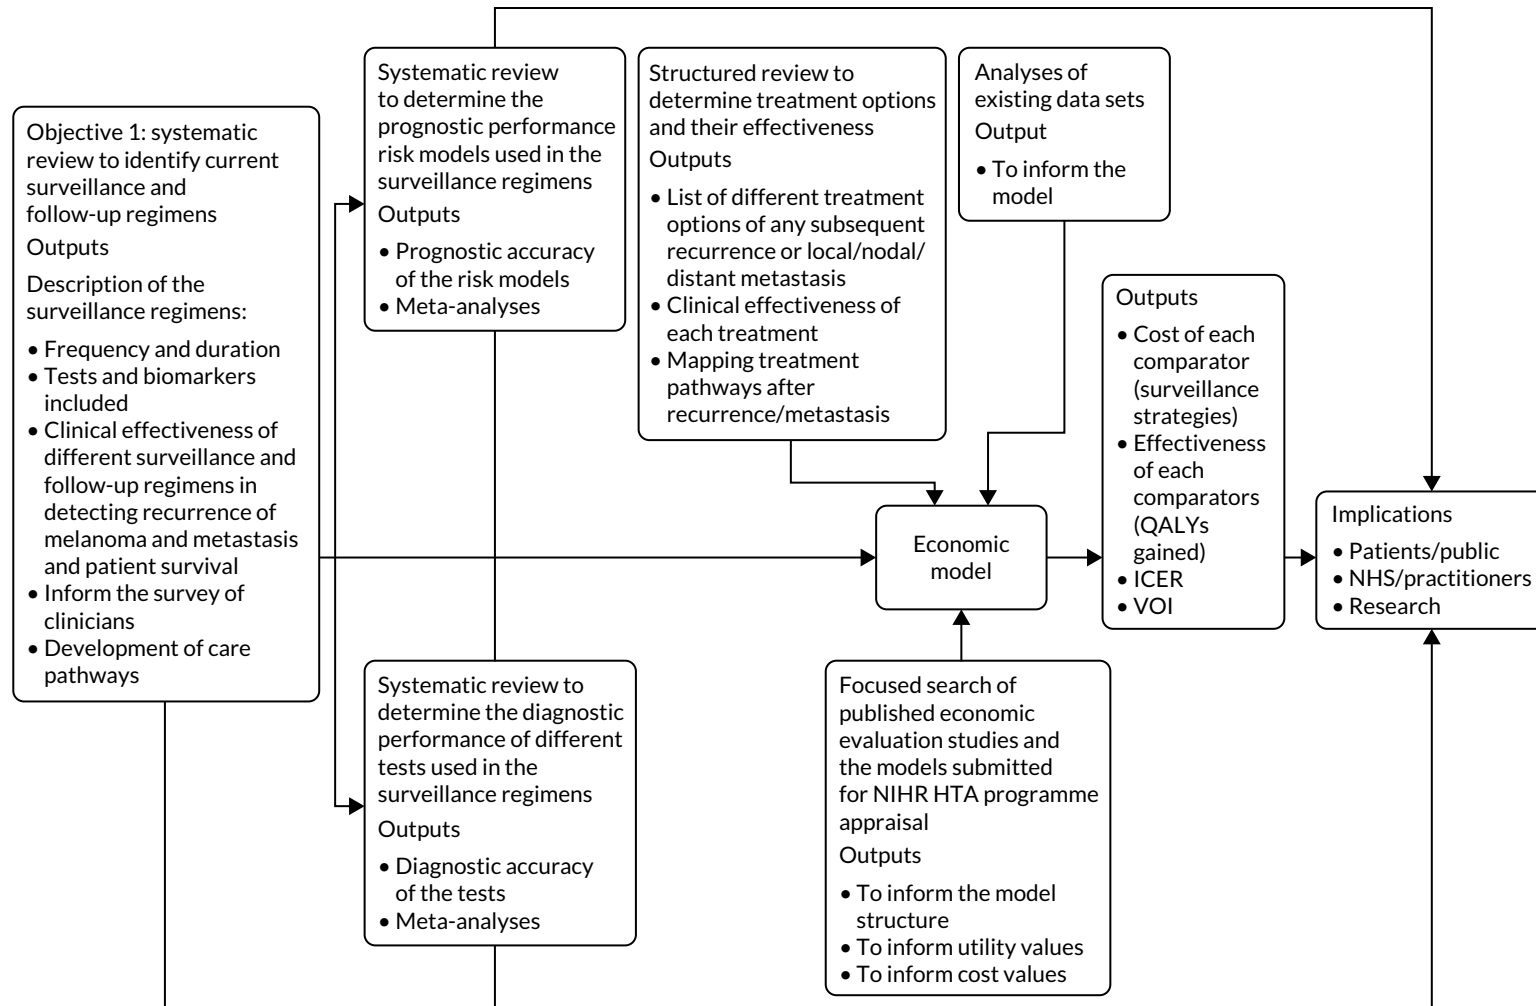 Objective 1: systematic
review to identify current
surveillance and
follow-up regimens
Outputs
Description of the
surveillance regimens:
• Frequency and duration
• Tests and biomarkers
included
• Clinical effectiveness of
different surveillance and
follow-up regimens in
detecting recurrence of
melanoma and metastasis
and patient survival
• Inform the survey of
clinicians
• Development of care
pathways
Systematic review
to determine the
prognostic performance
risk models used in the
surveillance regimens
Outputs
• Prognostic accuracy
of the risk models
• Meta-analyses
Systematic review to
determine the diagnostic
performance of different
tests used in the
surveillance regimens
Outputs
• Diagnostic accuracy
of the tests
• Meta-analyses
Structured review to
determine treatment options
and their effectiveness
Outputs
• List of different treatment
options of any subsequent
recurrence or local/nodal/
distant metastasis
• Clinical effectiveness of
each treatment
• Mapping treatment
pathways after
recurrence/metastasis
Analyses of
existing data sets
Output
• To inform the
model
Economic
model
Focused search of
published economic
evaluation studies and
the models submitted
for NIHR HTA programme
appraisal
Outputs
• To inform the model
structure
• To inform utility values
• To inform cost values
Outputs
• Cost of each
comparator
(surveillance
strategies)
• Effectiveness
of each
comparators
(QALYs
gained)
• ICER
• VOI
Implications
• Patients/public
• NHS/practitioners
• Research